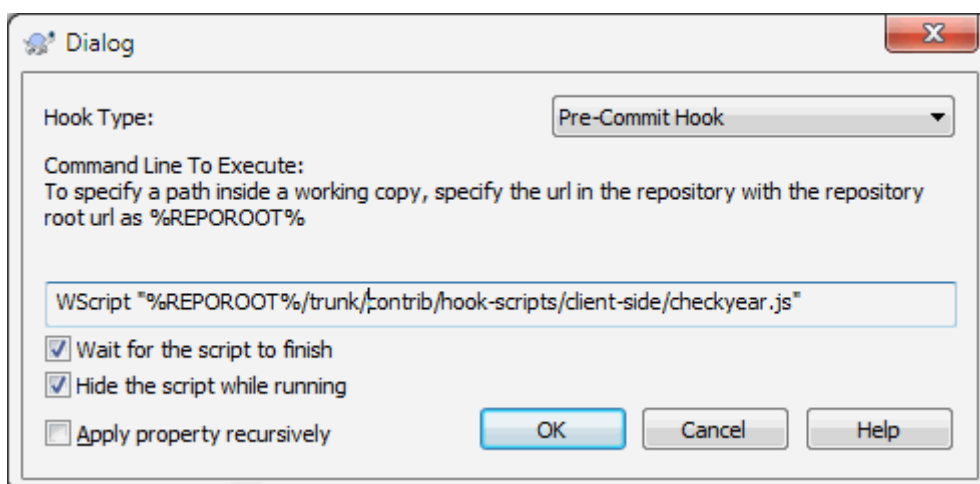 Dialog
Hook Type:
Pre-Commit Hook
Command Line To Execute:
To specify a path inside a working copy, specify the url in the repository with the repository
root url as %REPOROOT%
WScript "%REPOROOT%/trunk/contrib/hook-scripts/client-side/checkyear.js"
Wait for the script to finish
Hide the script while running
Apply property recursively
OK
Cancel
Help